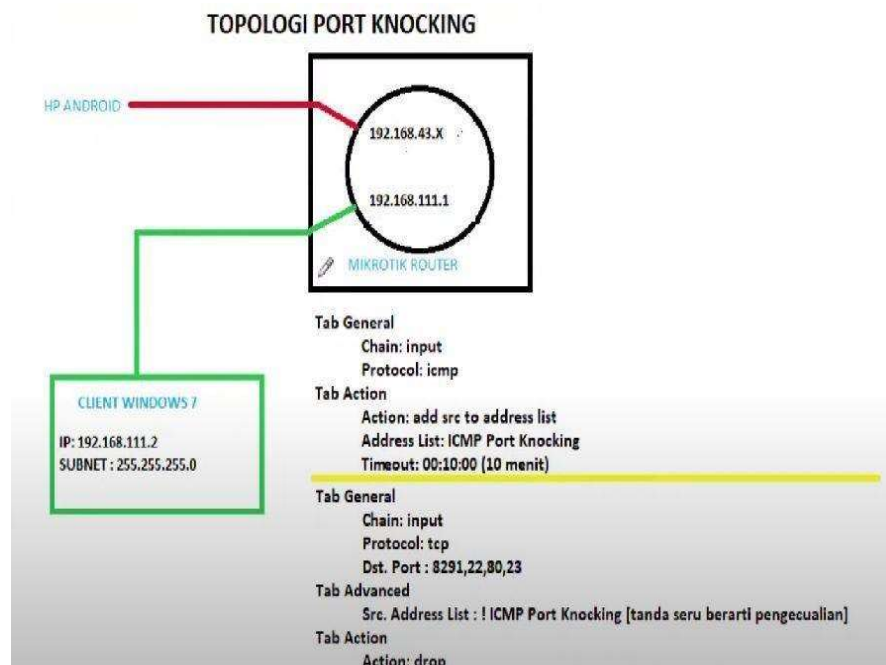 TOPOLOGI PORT KNOCKING
HP ANDROID
192.168.43.X
192.168.111.1
MIKROTIK ROUTER
CLIENT WINDOWS 7
IP: 192.168.111.2
SUBNET : 255.255.255.0
Tab General
Chain: input
Protocol: icmp
Tab Action
Action: add src to address list
Address List: ICMP Port Knocking
Timeout: 00:10:00 (10 menit)
Tab General
Chain: input
Protocol: tcp
Dst. Port : 8291,22,80,23
Tab Advanced
Src. Address List : ! ICMP Port Knocking [tanda seru berarti pengecualian]
Tab Action
Action: drop